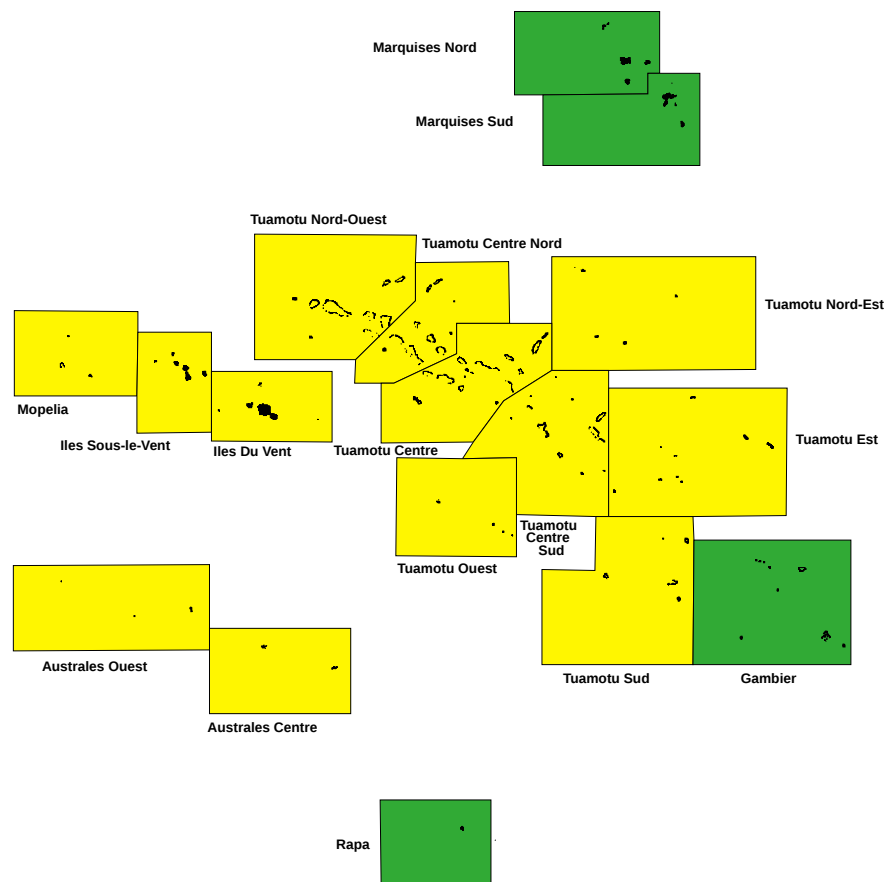 Marquises Nord
Marquises Sud
Tuamotu Nord-Ouest
Tuamotu Centre Nord
Tuamotu Nord-Est
Mopelia
Iles Sous-le-Vent
Iles Du Vent
Tuamotu Centre
Tuamotu Est
Tuamotu
Centre
Sud
Tuamotu Ouest
Australes Ouest
Tuamotu Sud
Gambier
Australes Centre
Rapa